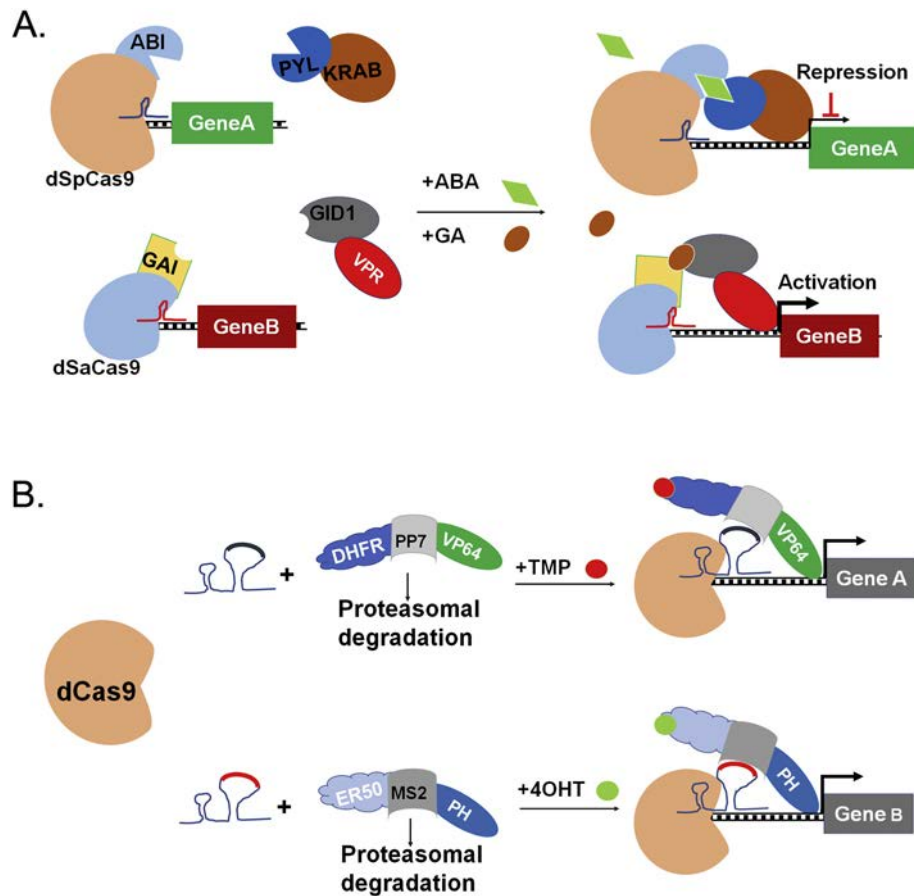 A.
ABI
PYL
KRAB
GeneA
dSpCas9
Repression
GeneA
+ABA
+GA
GID1
VPR
GAI
GeneB
dSaCas9
Activation
GeneB
B.
DHFR
PP7
VP64
+TMP
VP64
Gene A
Proteasomal
degradation
dCas9
ER50
MS2
PH
+4OHT
PH
Gene B
Proteasomal
degradation